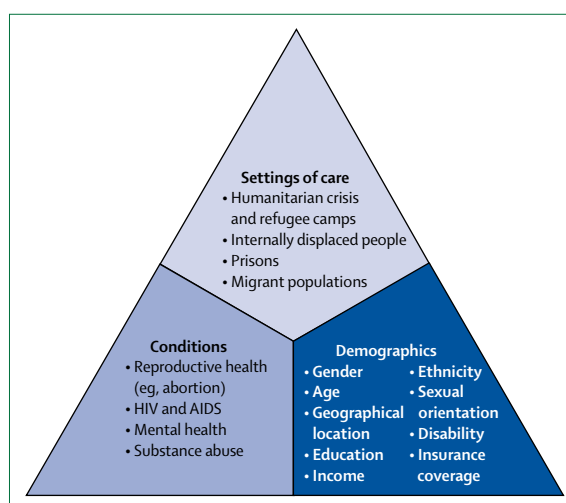 Settings of care
• Humanitarian crisis
and refugee camps
• Internally displaced people
• Prisons
• Migrant populations
Conditions
• Reproductive health
(eg, abortion)
• HIV and AIDS
• Mental health
• Substance abuse
Demographics
• Gender
• Age
• Geographical
location
• Education
• Income
• Ethnicity
• Sexual
orientation
• Disability
• Insurance
coverage